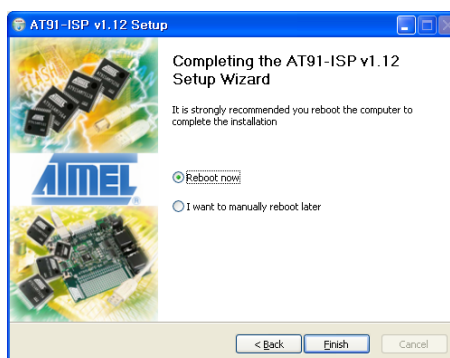 AT91-ISP v1.12 Setup
Completing the AT91-ISP v1.12
Setup Wizard
It is strongly recommended you reboot the computer to
complete the installation
ATMEL
Reboot now
I want to manually reboot later
< Back
Finish
Cancel